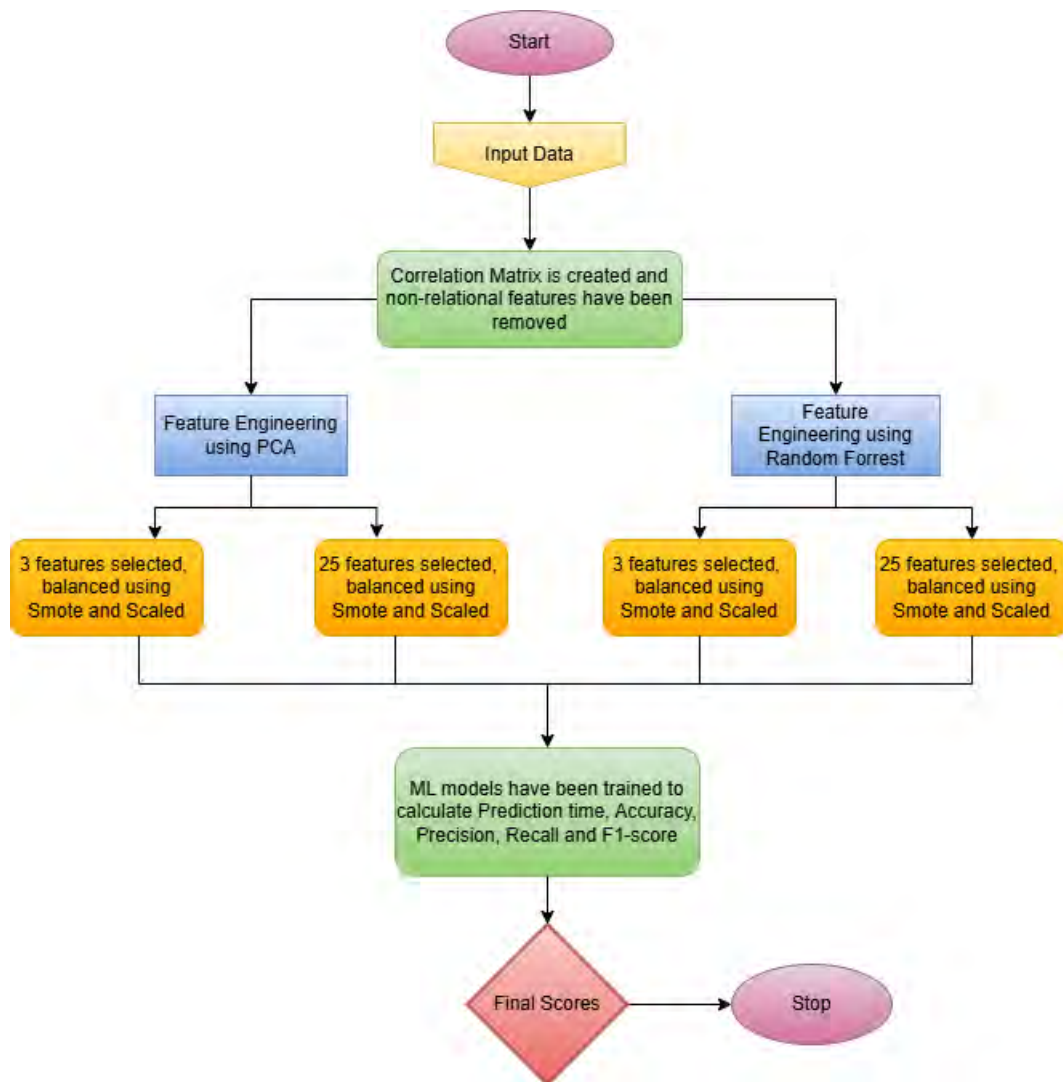 Start
Input Data
Correlation Matrix is created and
non-relational features have been
removed
Feature Engineering
using PCA
Feature
Engineering using
Random Forrest
3 features selected,
balanced using
Smote and Scaled
25 features selected,
balanced using
Smote and Scaled
3 features selected,
balanced using
Smote and Scaled
25 features selected,
balanced using
Smote and Scaled
ML models have been trained to
calculate Prediction time, Accuracy,
Precision, Recall and F1-score
Final Scores
Stop